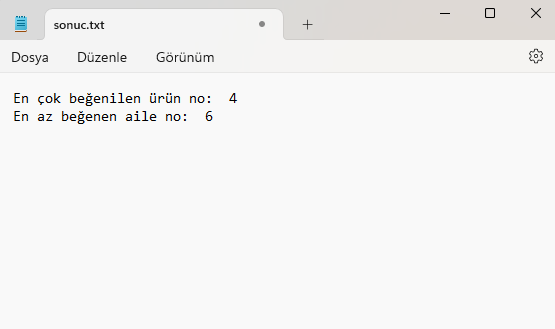 sonuc.txt
Dosya Düzenle Görünüm
En çok beğenilen ürün no:  4
En az beğenen aile no:  6